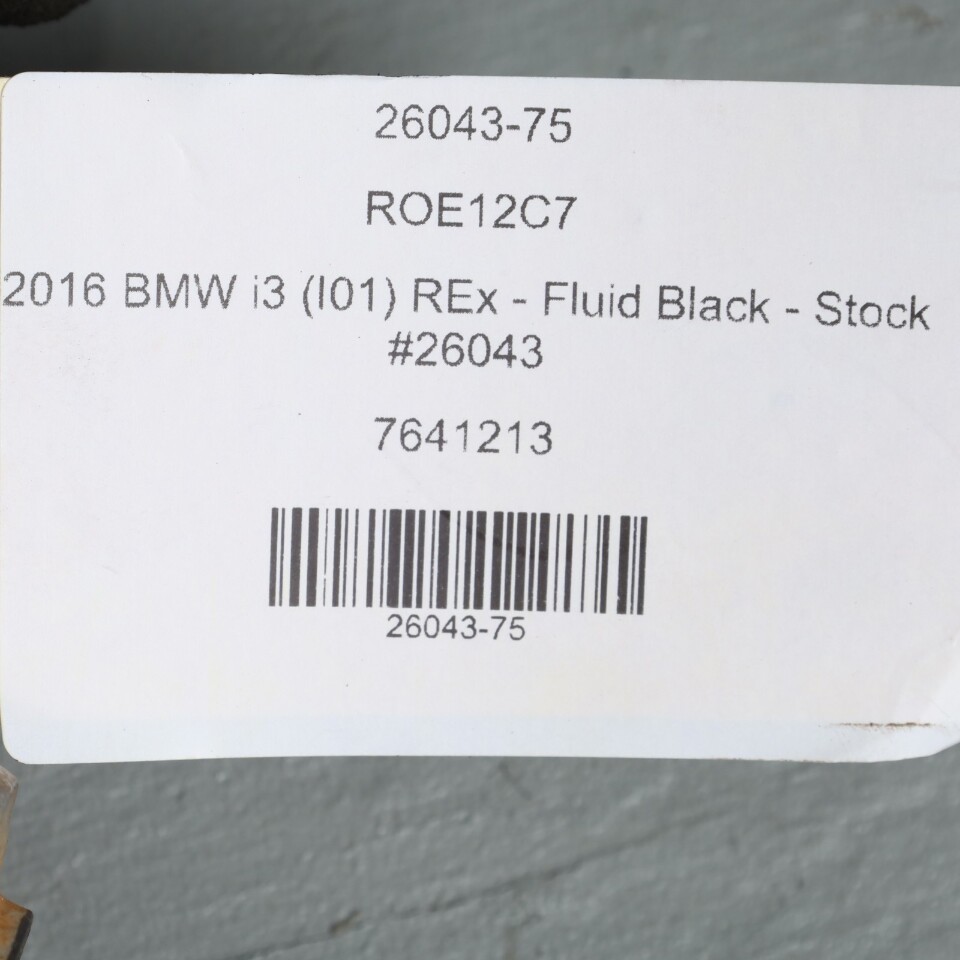 26043-75
ROE12C7
2016 BMW i3 (I01) REx - Fluid Black - Stock
#26043
7641213
26043-75